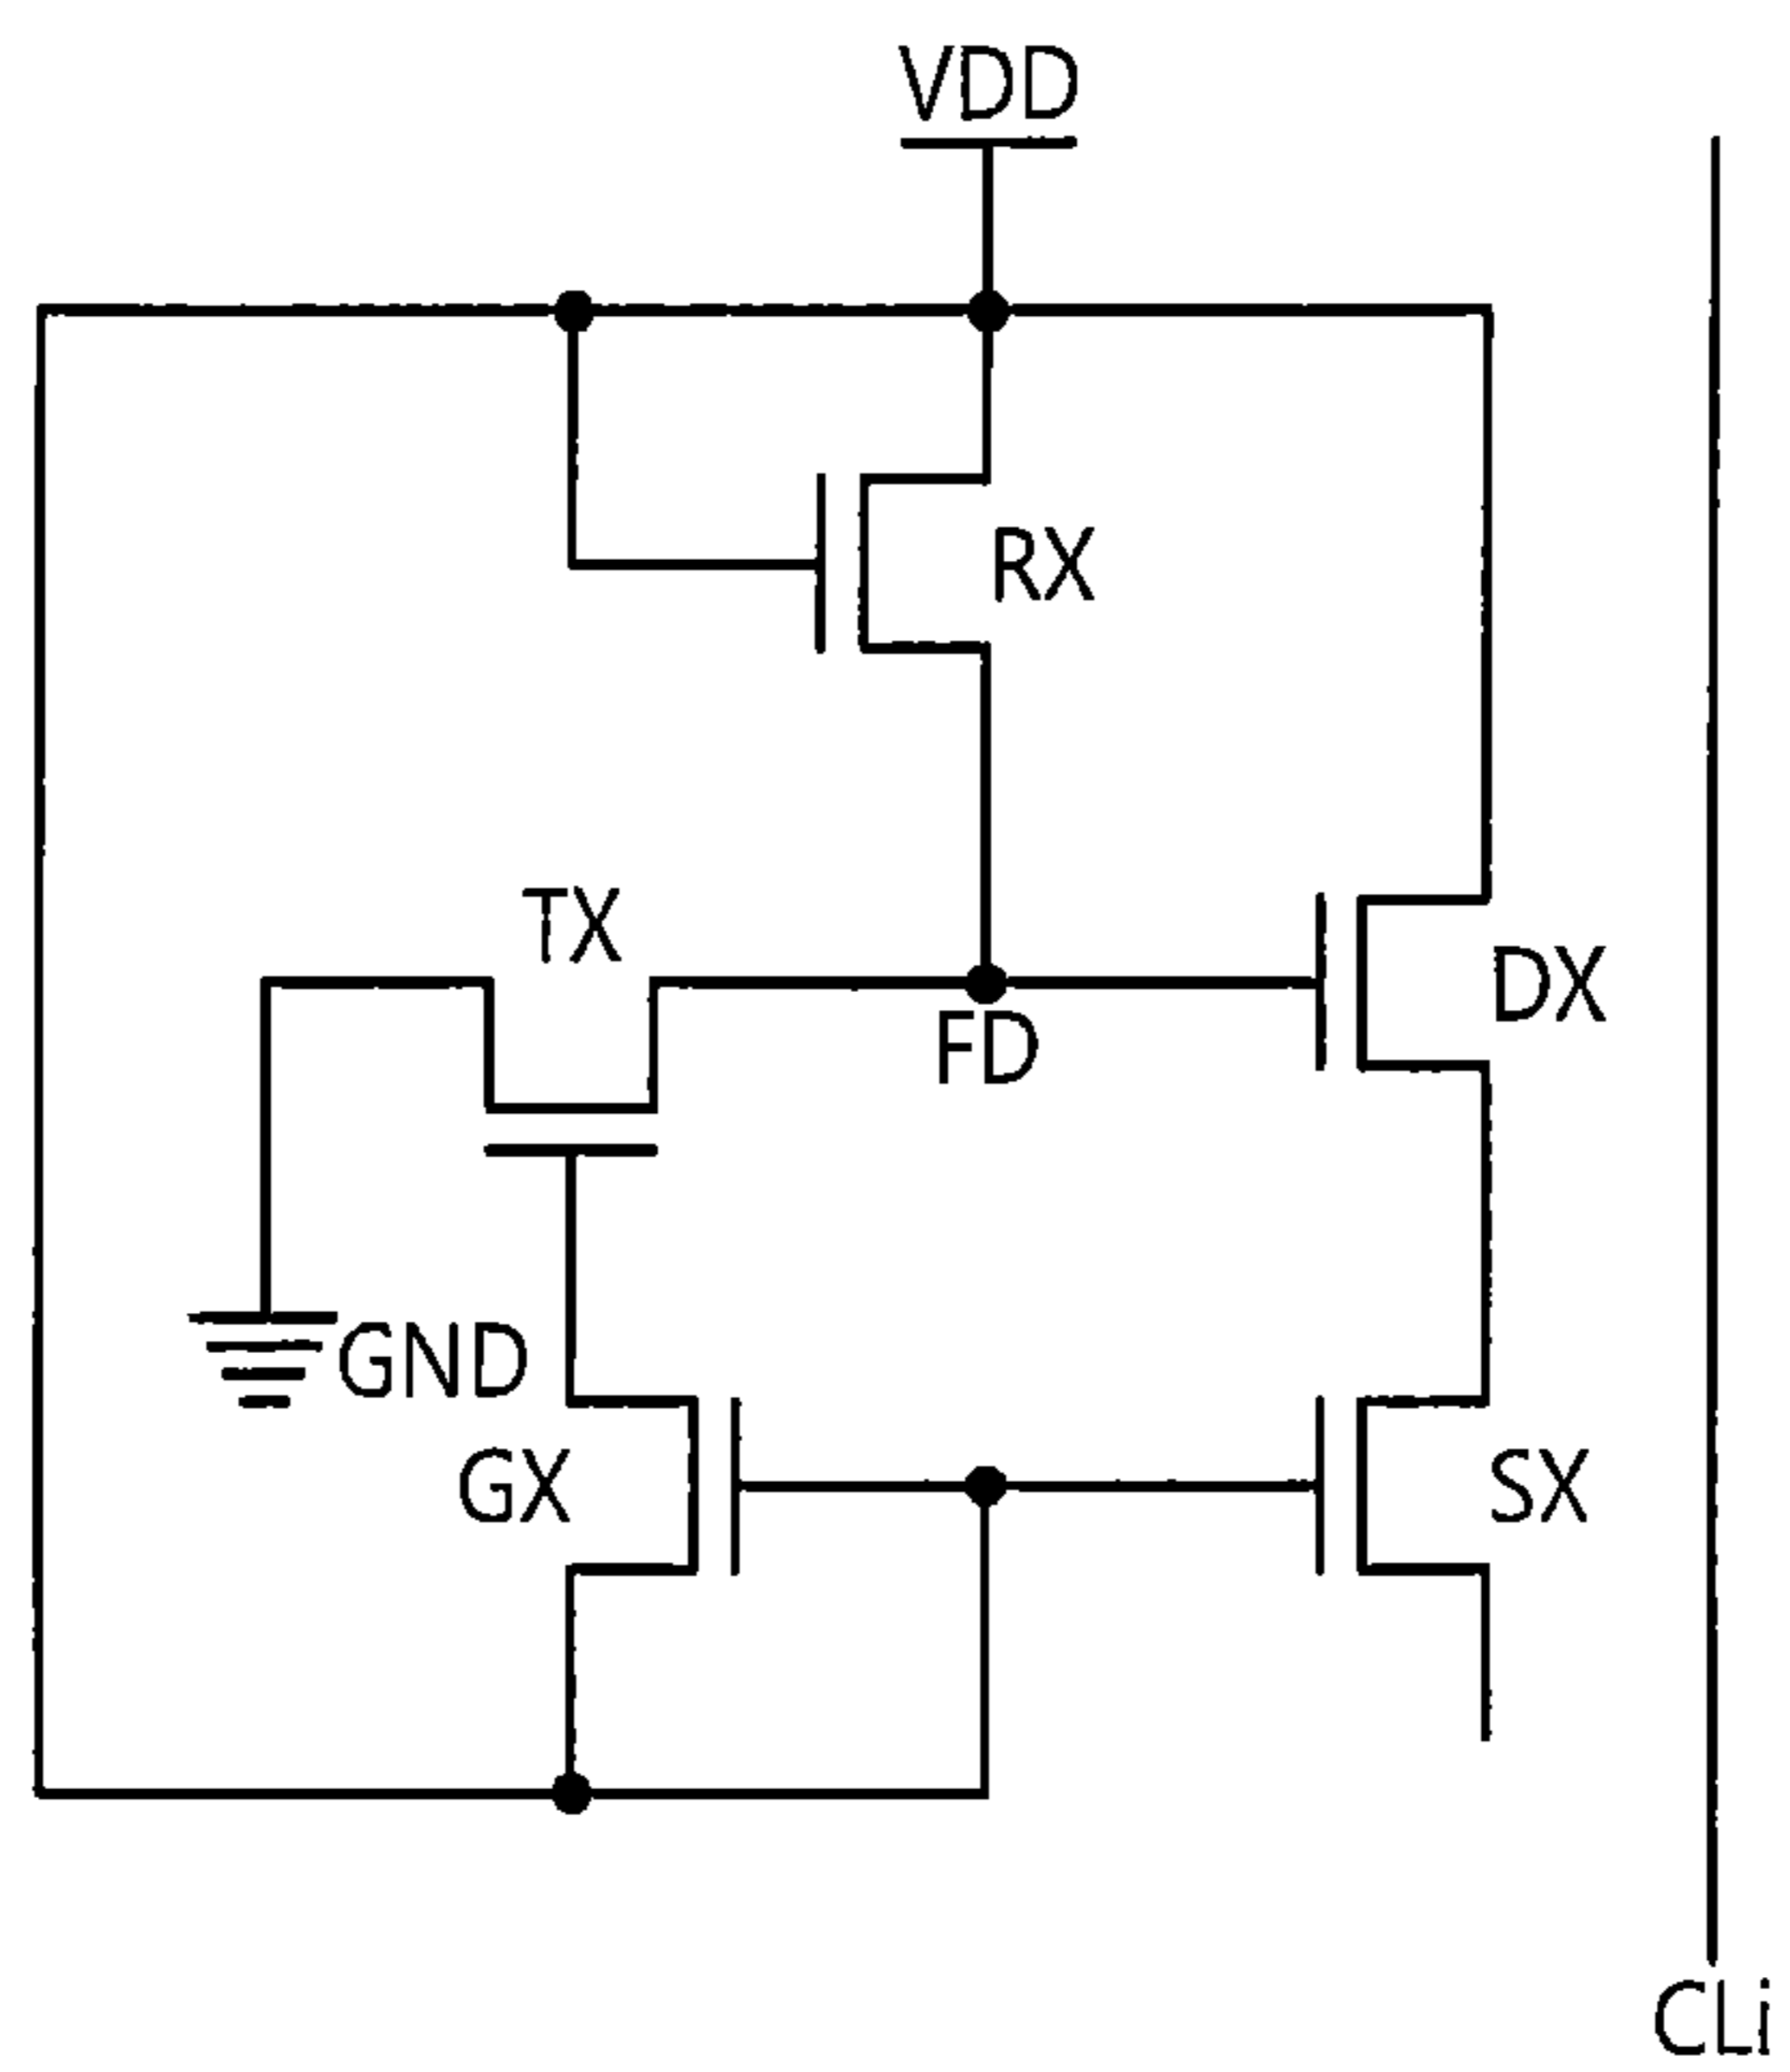 VDD
RX
TX
DX
FD
GND
GX
SX
CLi